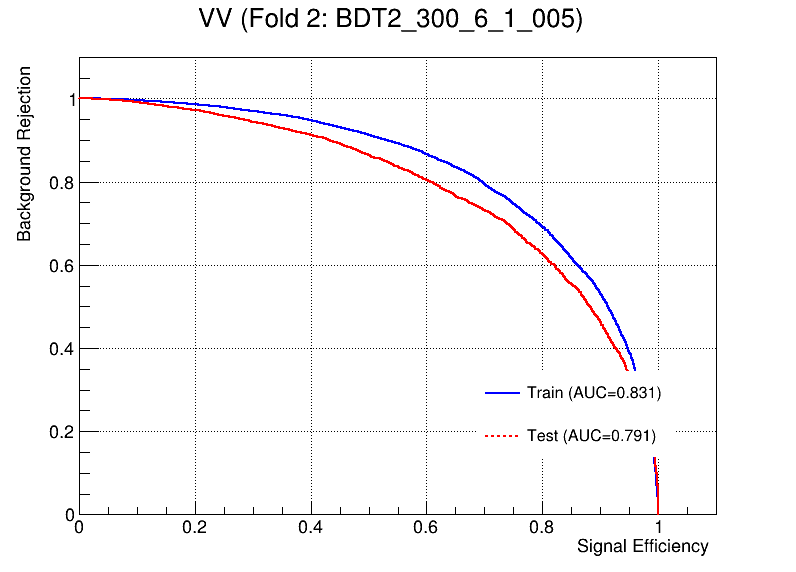 VV (Fold 2: BDT2_300_6_1_005)
Background Rejection
1
0.8
0.6
0.4
0.2
0
Train (AUC=0.831)
Test (AUC=0.791)
0 0.2 0.4 0.6 0.8 1
Signal Efficiency